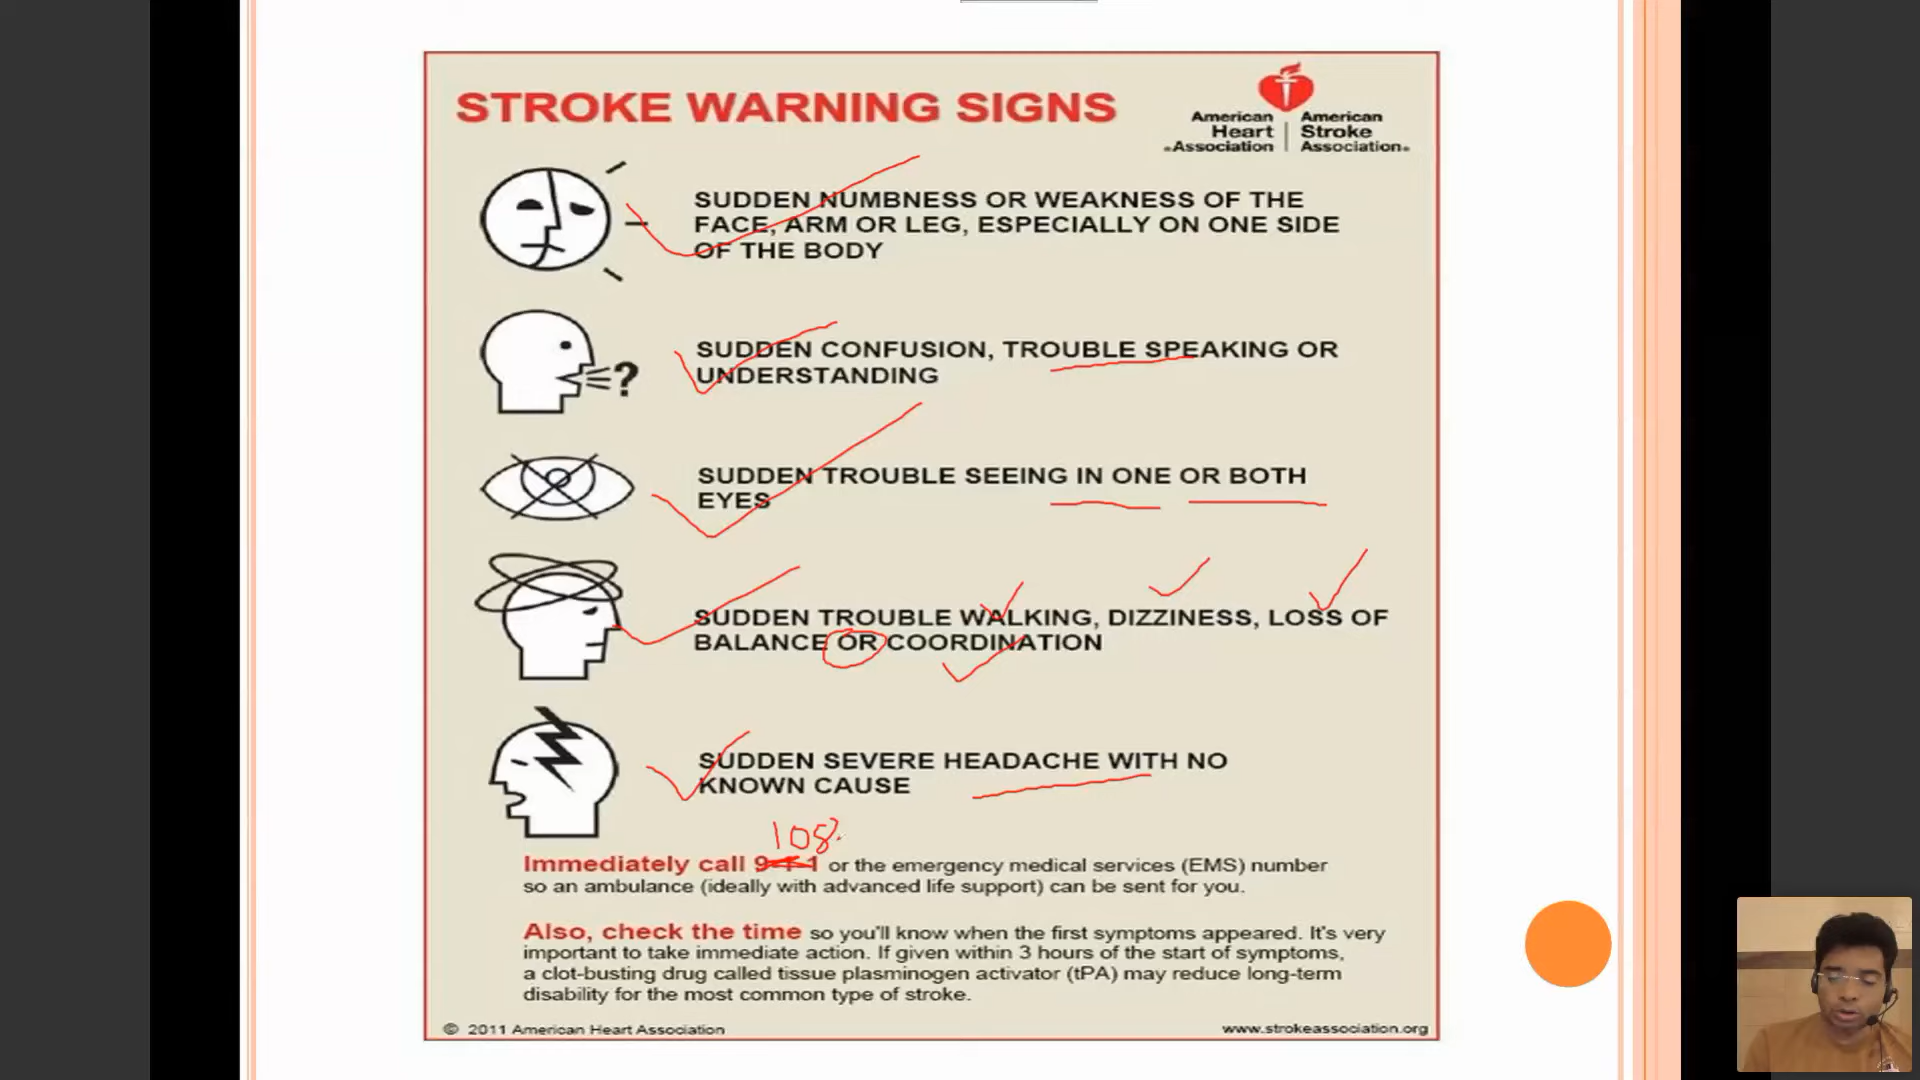 STROKE WARNING SIGNS
American Heart Association®
American Stroke Association®
SUDDEN NUMBNESS OR WEAKNESS OF THE
FACE, ARM OR LEG, ESPECIALLY ON ONE SIDE
OF THE BODY
SUDDEN CONFUSION, TROUBLE SPEAKING OR
UNDERSTANDING
?
SUDDEN TROUBLE SEEING IN ONE OR BOTH
EYES
SUDDEN TROUBLE WALKING, DIZZINESS, LOSS OF
BALANCE OR COORDINATION
SUDDEN SEVERE HEADACHE WITH NO
KNOWN CAUSE
108
Immediately call 9-1-1 or the emergency medical services (EMS) number
so an ambulance (ideally with advanced life support) can be sent for you.
Also, check the time so you'll know when the first symptoms appeared. It's very
important to take immediate action. If given within 3 hours of the start of symptoms,
a clot-busting drug called tissue plasminogen activator (tPA) may reduce long-term
disability for the most common type of stroke.
© 2011 American Heart Association
www.strokeassociation.org